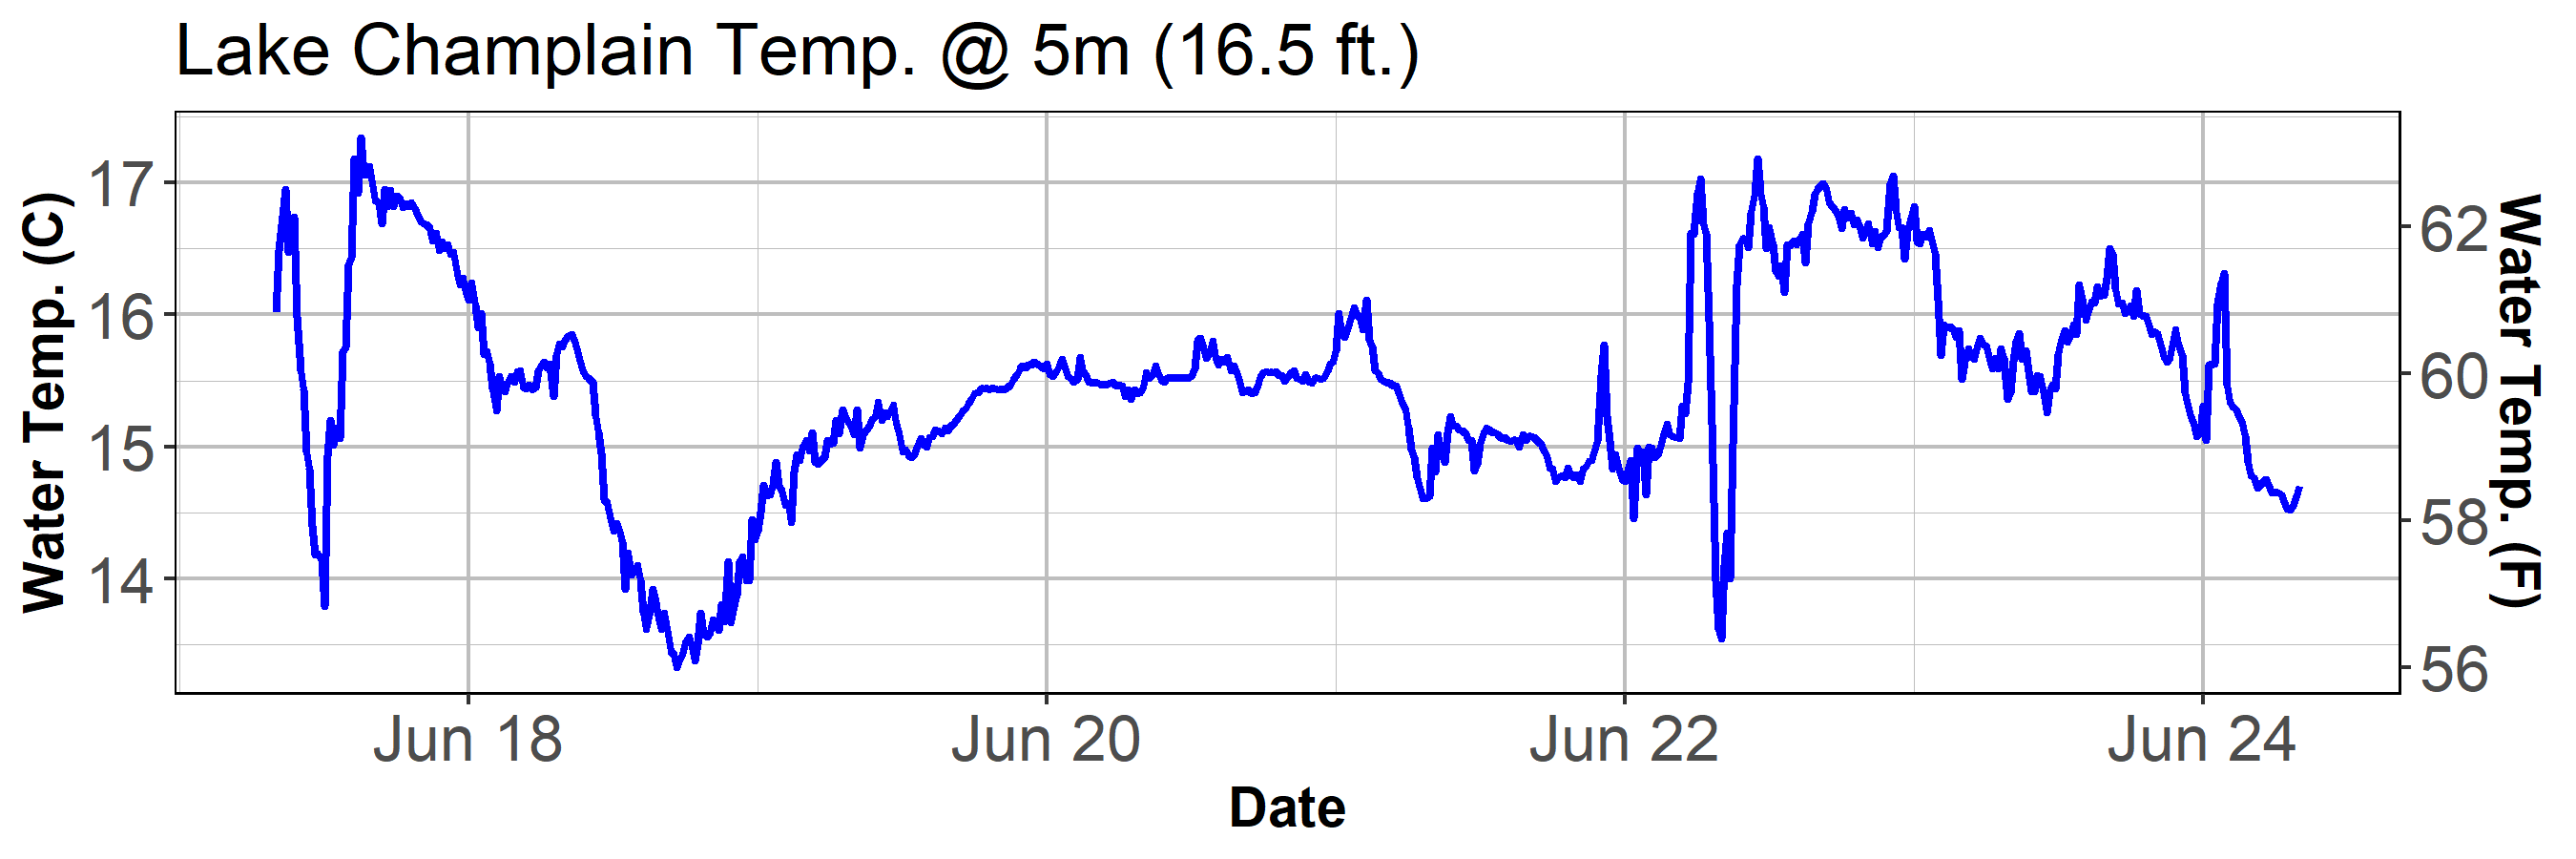 Lake Champlain Temp. @ 5m (16.5 ft.)
Water Temp. (C)
17
16
15
14
62
60
58
56
Water Temp. (F)
Jun 18
Jun 20
Jun 22
Jun 24
Date